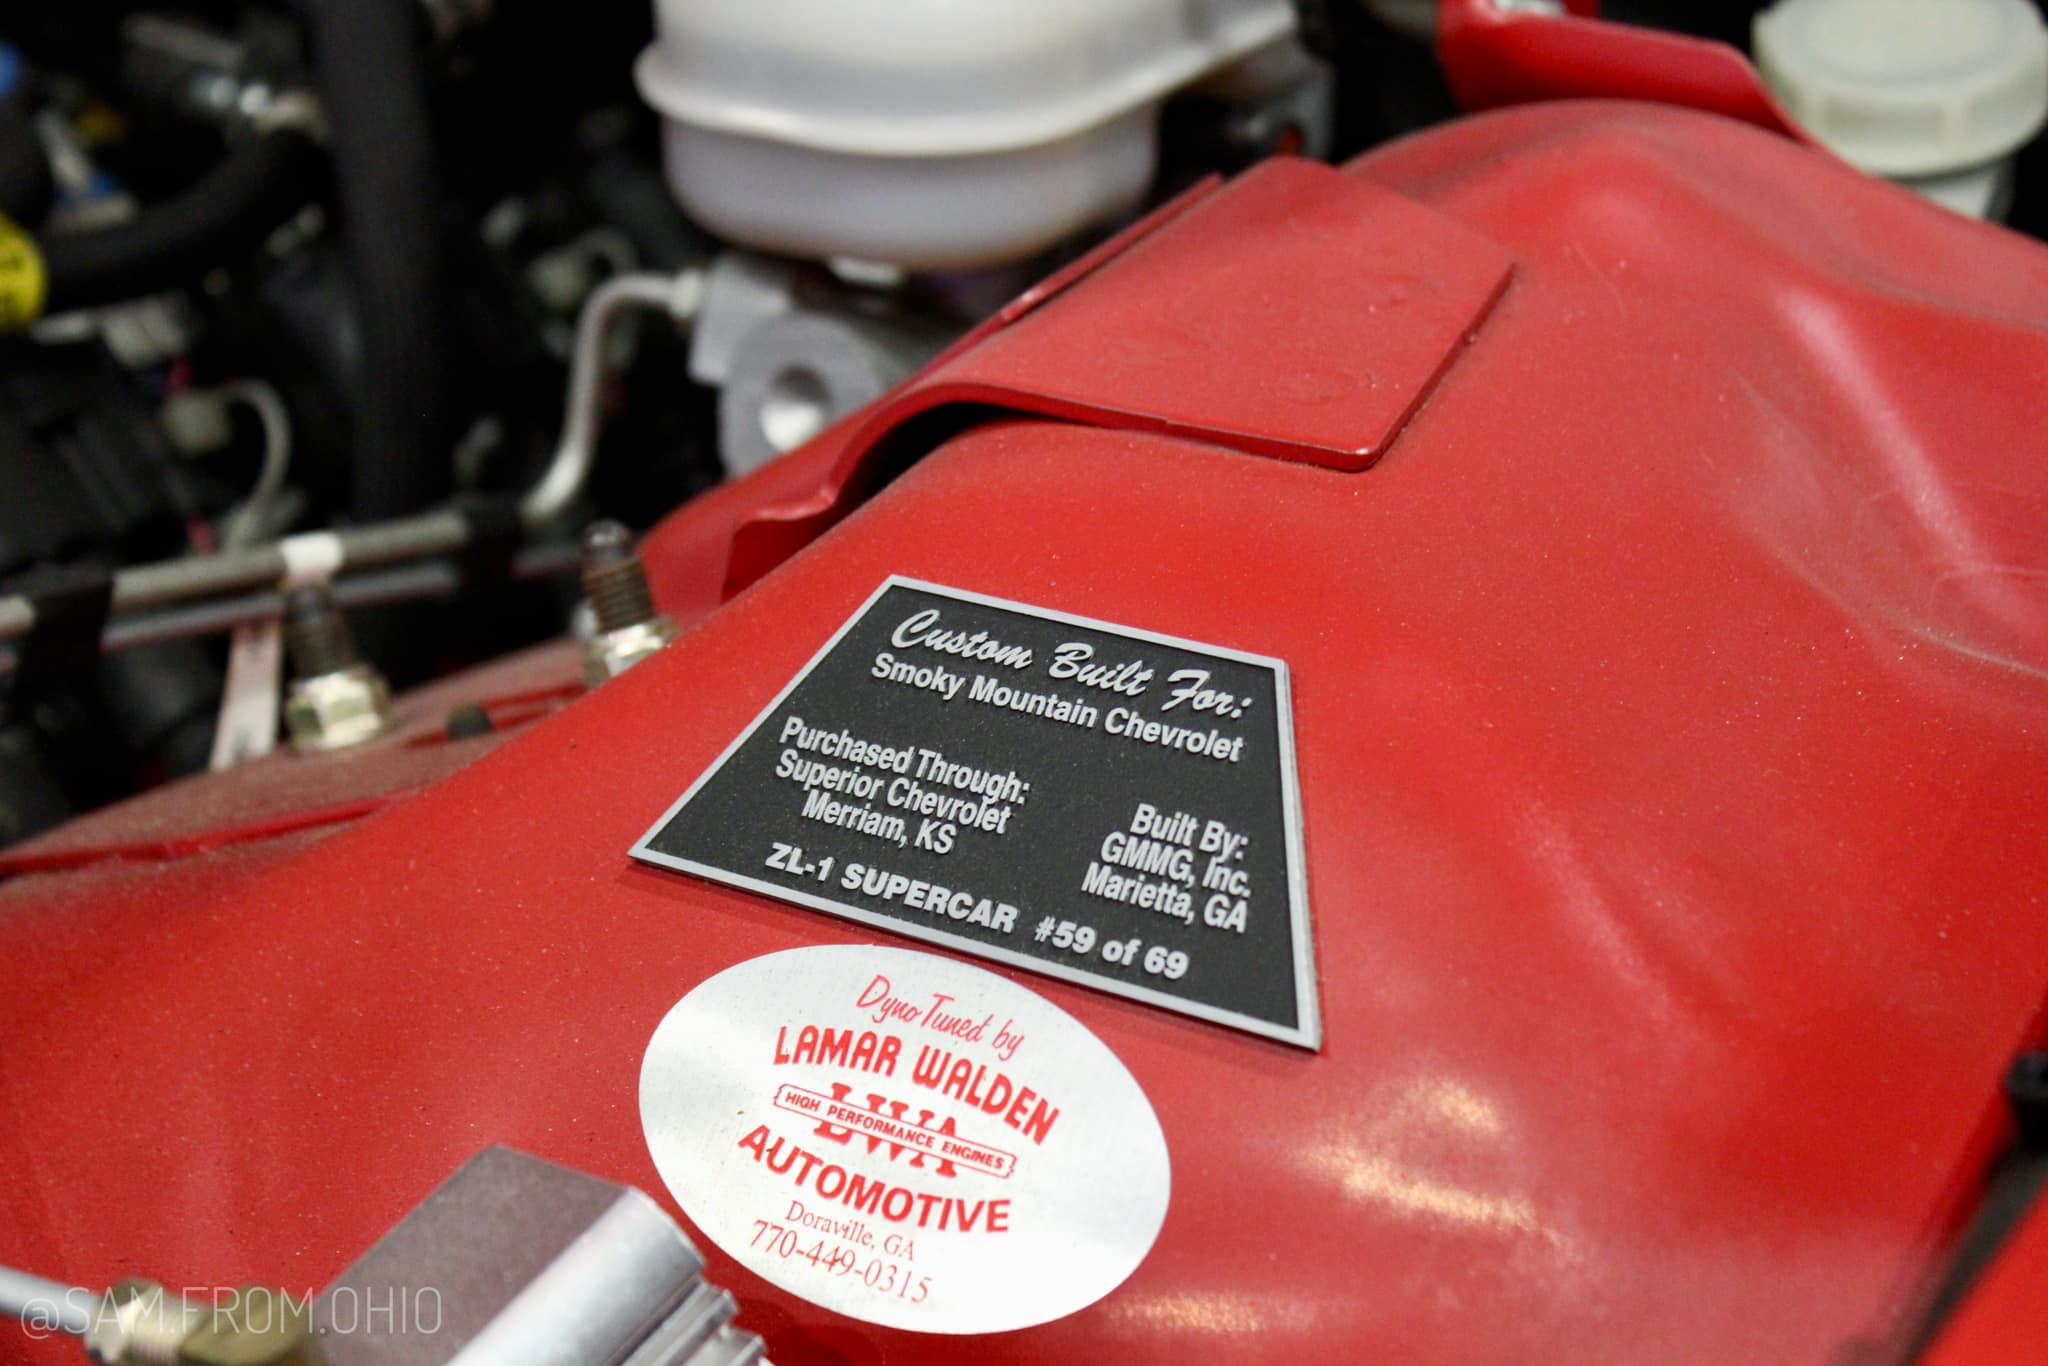 Custom Built For:
Smoky Mountain Chevrolet
Purchased Through:
Superior Chevrolet
Merriam, KS
Built By:
GMMG, Inc.
Marietta, GA
ZL-1 SUPERCAR #59 of 69
Dyno Tuned by
LAMAR WALDEN
LWA
HIGH PERFORMANCE ENGINES
AUTOMOTIVE
Doraville, GA
770-449-0315
@SAM.FROM.OHIO